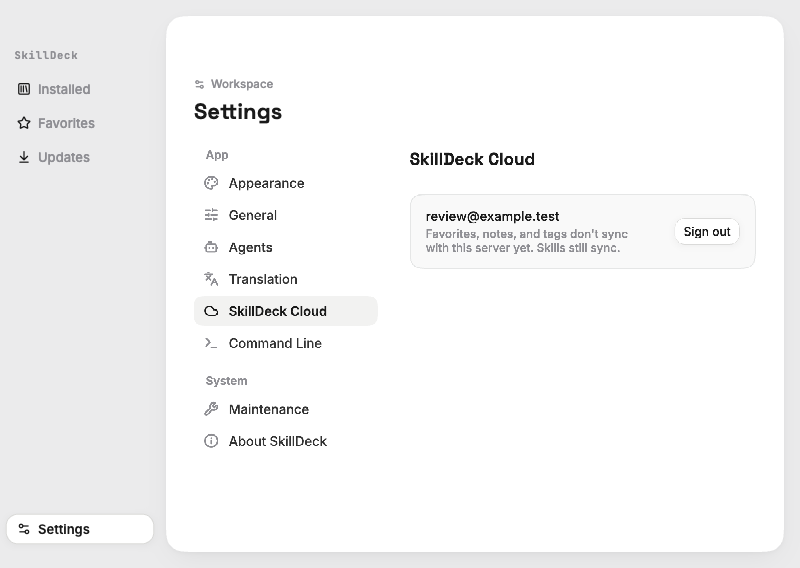 SkillDeck
Installed
Favorites
Updates
Settings
Workspace
Settings
App
Appearance
General
Agents
Translation
SkillDeck Cloud
Command Line
System
Maintenance
About SkillDeck
SkillDeck Cloud
review@example.test
Favorites, notes, and tags don't sync
with this server yet. Skills still sync.
Sign out